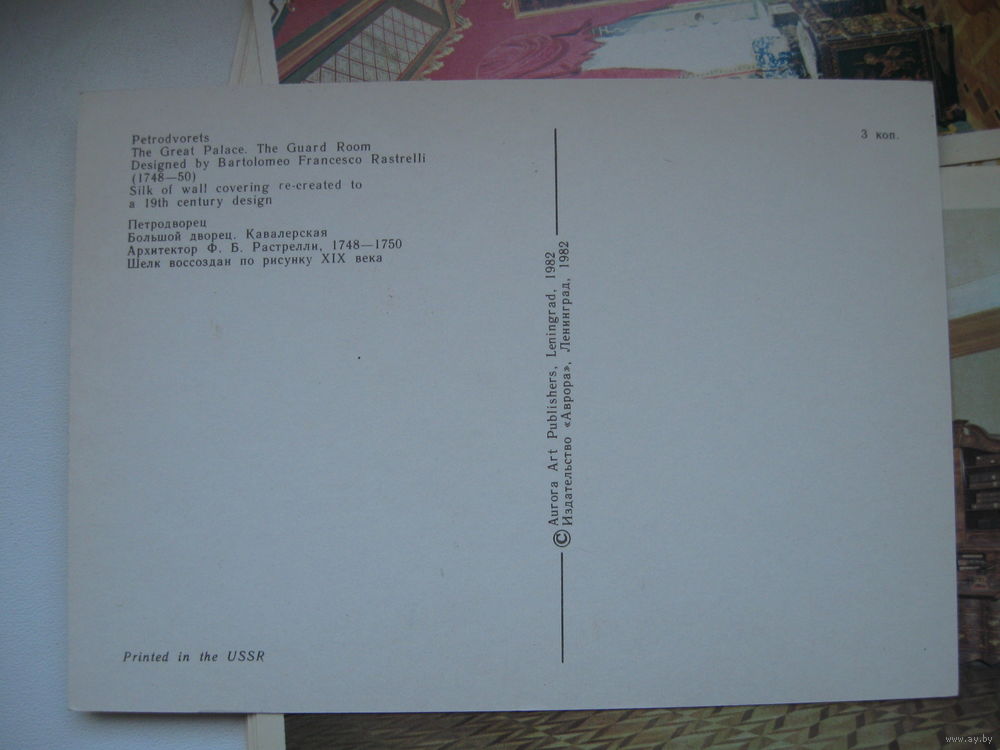 Petrodvorets
The Great Palace. The Guard Room
Designed by Bartolomeo Francesco Rastrelli
(1748—50)
Silk of wall covering re-created to
a 19th century design
Петродворец
Большой дворец. Кавалерская
Архитектор Ф. Б. Растрелли, 1748—1750
Шелк воссоздан по рисунку XIX века
Printed in the USSR
© Aurora Art Publishers, Leningrad, 1982
Издательство «Аврора», Ленинград, 1982
3 коп.
www.ay.by